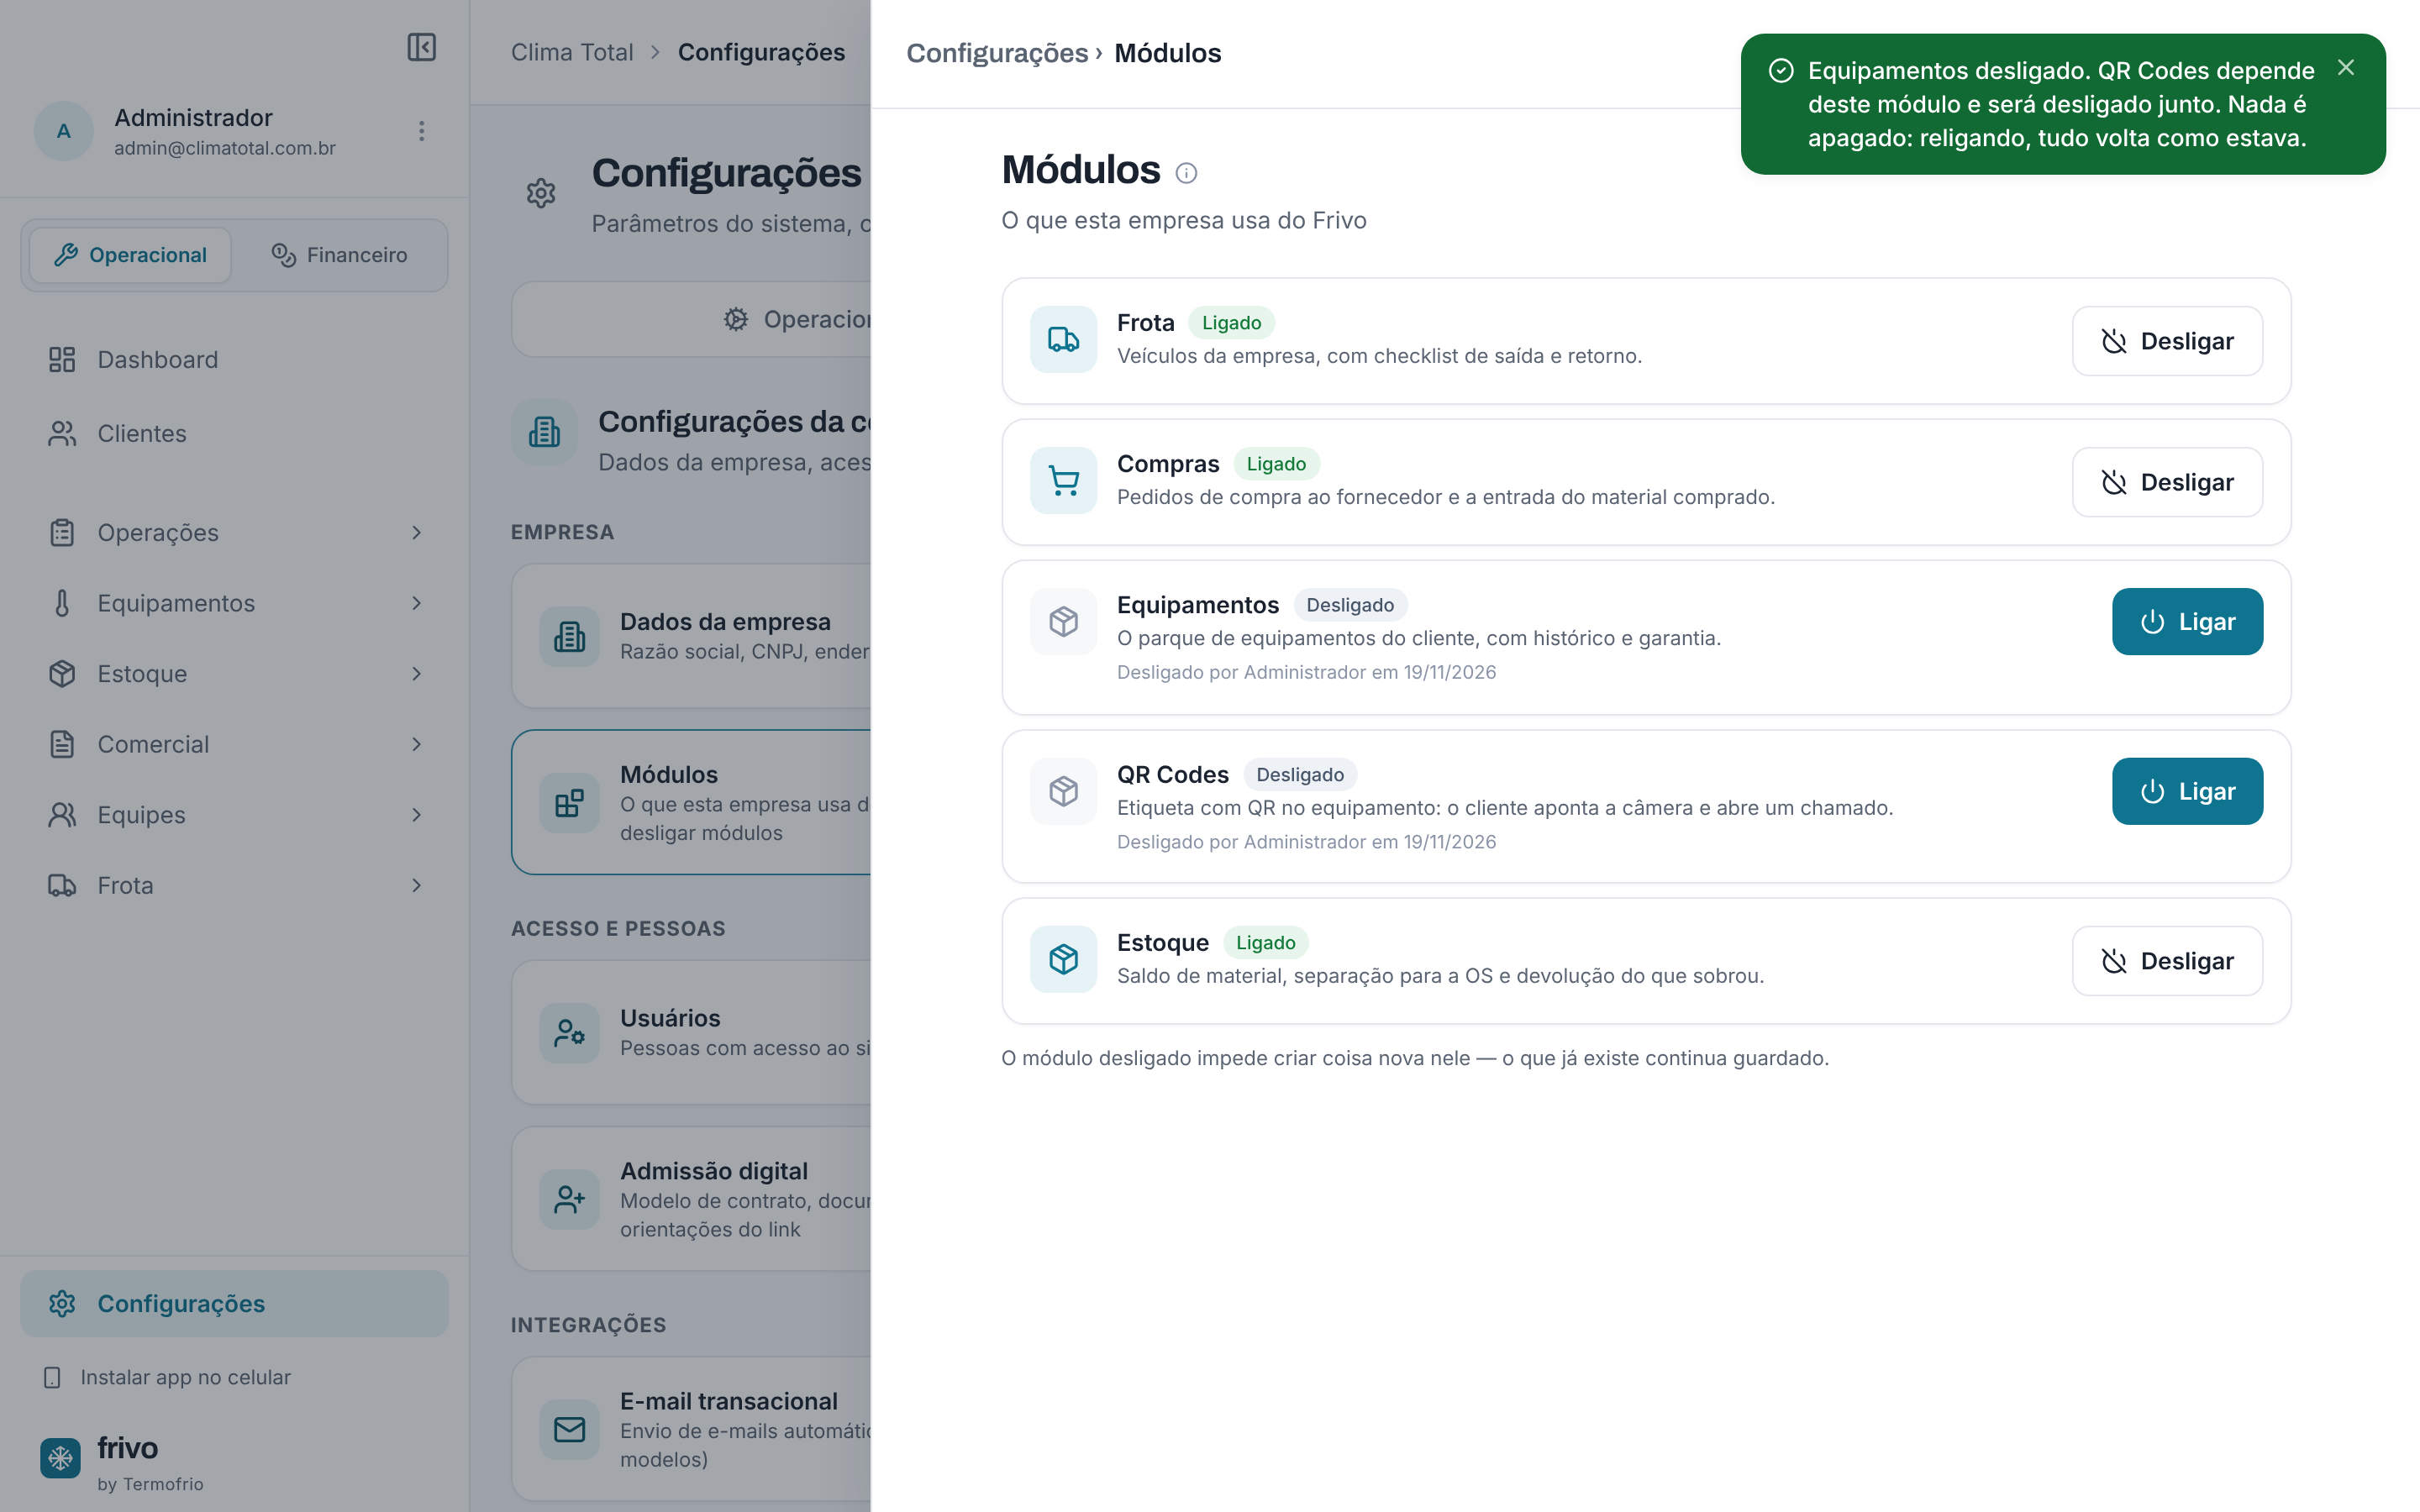 A
Administrador
admin@climatotal.com.br
Operacional
Financeiro
Dashboard
Clientes
Operações
Equipamentos
Estoque
Comercial
Equipes
Frota
Configurações
Instalar app no celular
frivo
by Termofrio
Clima Total > Configurações
Configurações
Parâmetros do sistema,
Configurações da
Dados da empresa,
EMPRESA
Dados da empresa
Razão social, CNPJ,
Módulos
O que esta empresa usa
desligar módulos
ACESSO E PESSOAS
Usuários
Pessoas com acesso ao
Admissão digital
Modelo de contrato,
orientações do link
INTEGRAÇÕES
E-mail transacional
Envio de e-mails
modelos)
Configurações › Módulos
Equipamentos desligado. QR Codes depende
deste módulo e será desligado junto. Nada é
apagado: religando, tudo volta como estava.
Módulos
O que esta empresa usa do Frivo
Frota Ligado
Veículos da empresa, com checklist de saída e retorno.
Desligar
Compras Ligado
Pedidos de compra ao fornecedor e a entrada do material comprado.
Desligar
Equipamentos Desligado
O parque de equipamentos do cliente, com histórico e garantia.
Desligado por Administrador em 19/11/2026
Ligar
QR Codes Desligado
Etiqueta com QR no equipamento: o cliente aponta a câmera e abre um chamado.
Desligado por Administrador em 19/11/2026
Ligar
Estoque Ligado
Saldo de material, separação para a OS e devolução do que sobrou.
Desligar
O módulo desligado impede criar coisa nova nele — o que já existe continua guardado.